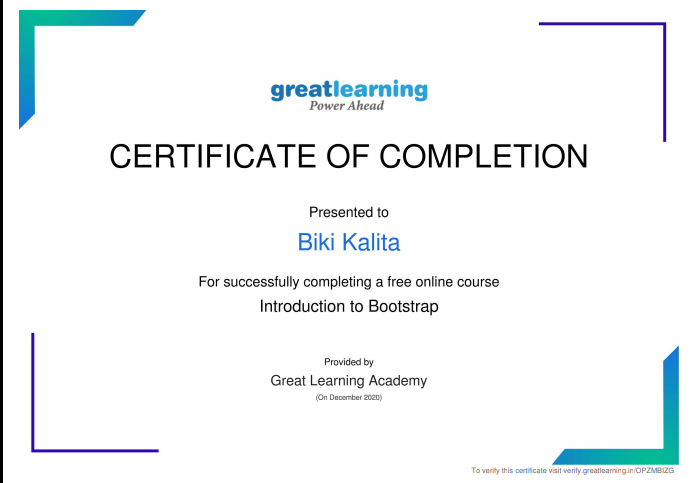 greatlearning
Power Ahead
CERTIFICATE OF COMPLETION
Presented to
Biki Kalita
For successfully completing a free online course
Introduction to Bootstrap
Provided by
Great Learning Academy
(On December 2020)
To verify this certificate visit verify.greatlearning.in/OPZMBIZG